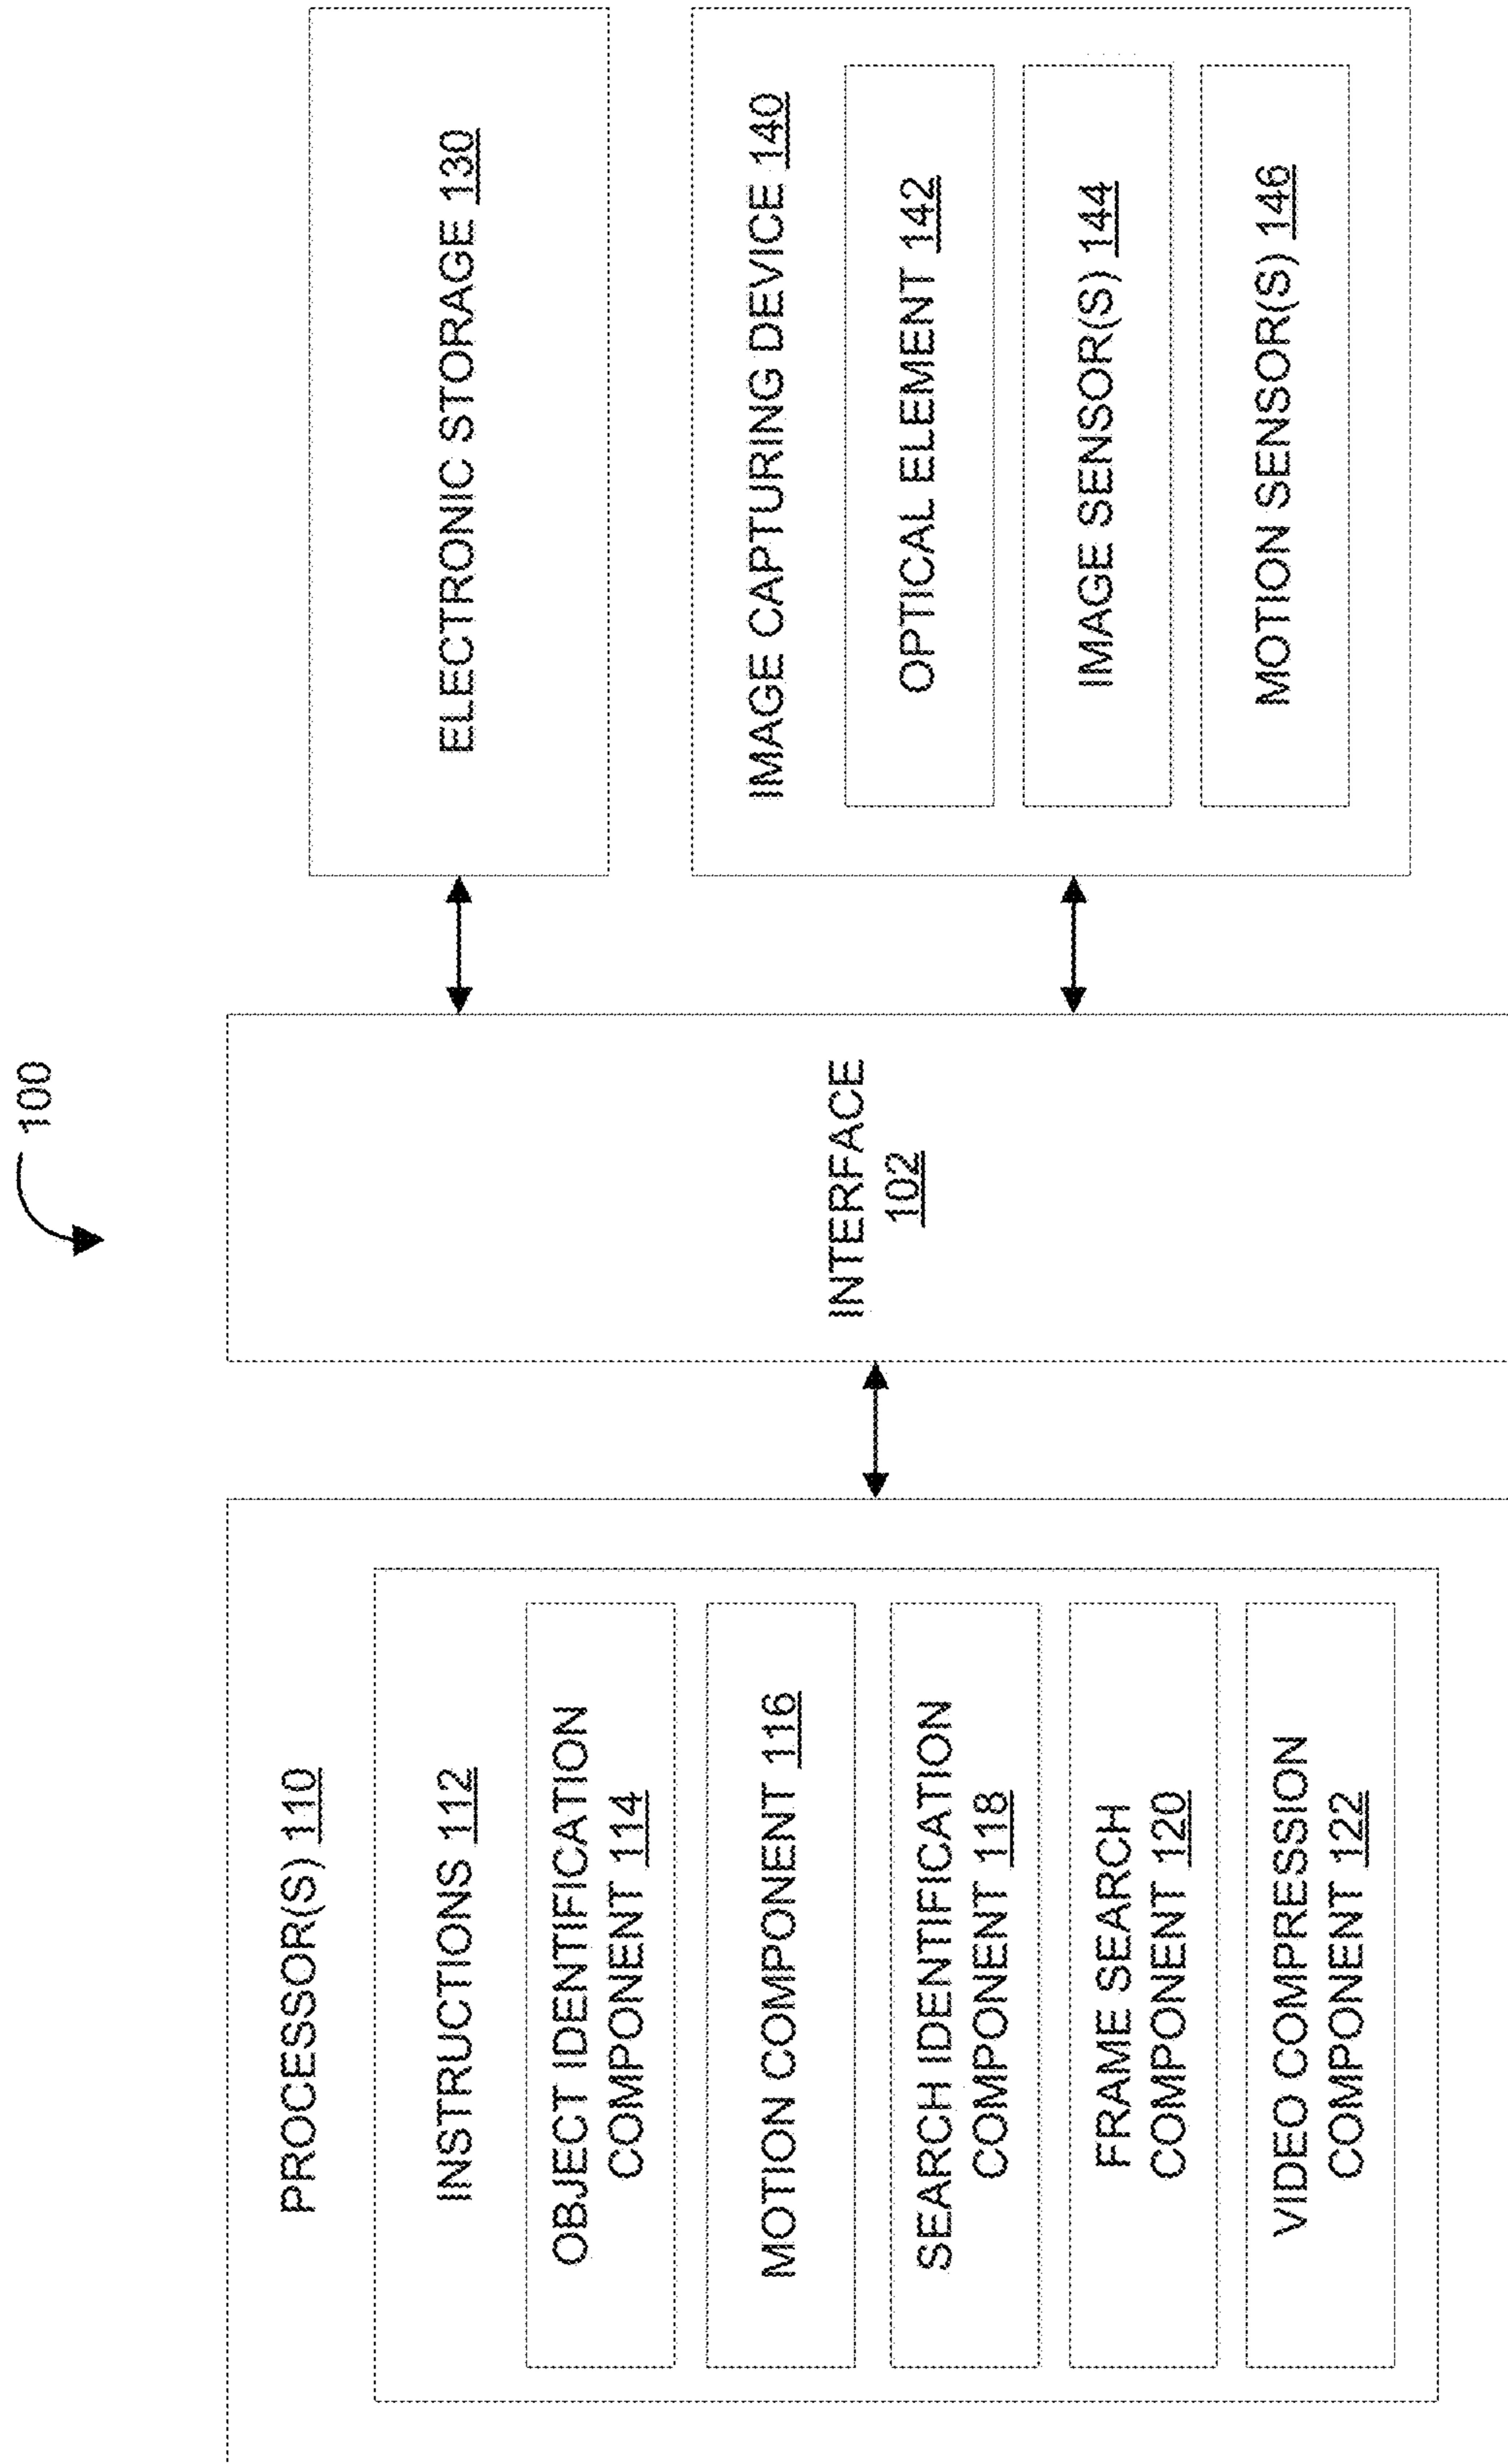 100
PROCESSOR(S) 110
INSTRUCTIONS 112
OBJECT IDENTIFICATION
COMPONENT 114
MOTION COMPONENT 116
SEARCH IDENTIFICATION
COMPONENT 118
FRAME SEARCH
COMPONENT 120
VIDEO COMPRESSION
COMPONENT 122
INTERFACE
102
ELECTRONIC STORAGE 130
IMAGE CAPTURING DEVICE 140
OPTICAL ELEMENT 142
IMAGE SENSOR(S) 144
MOTION SENSOR(S) 146